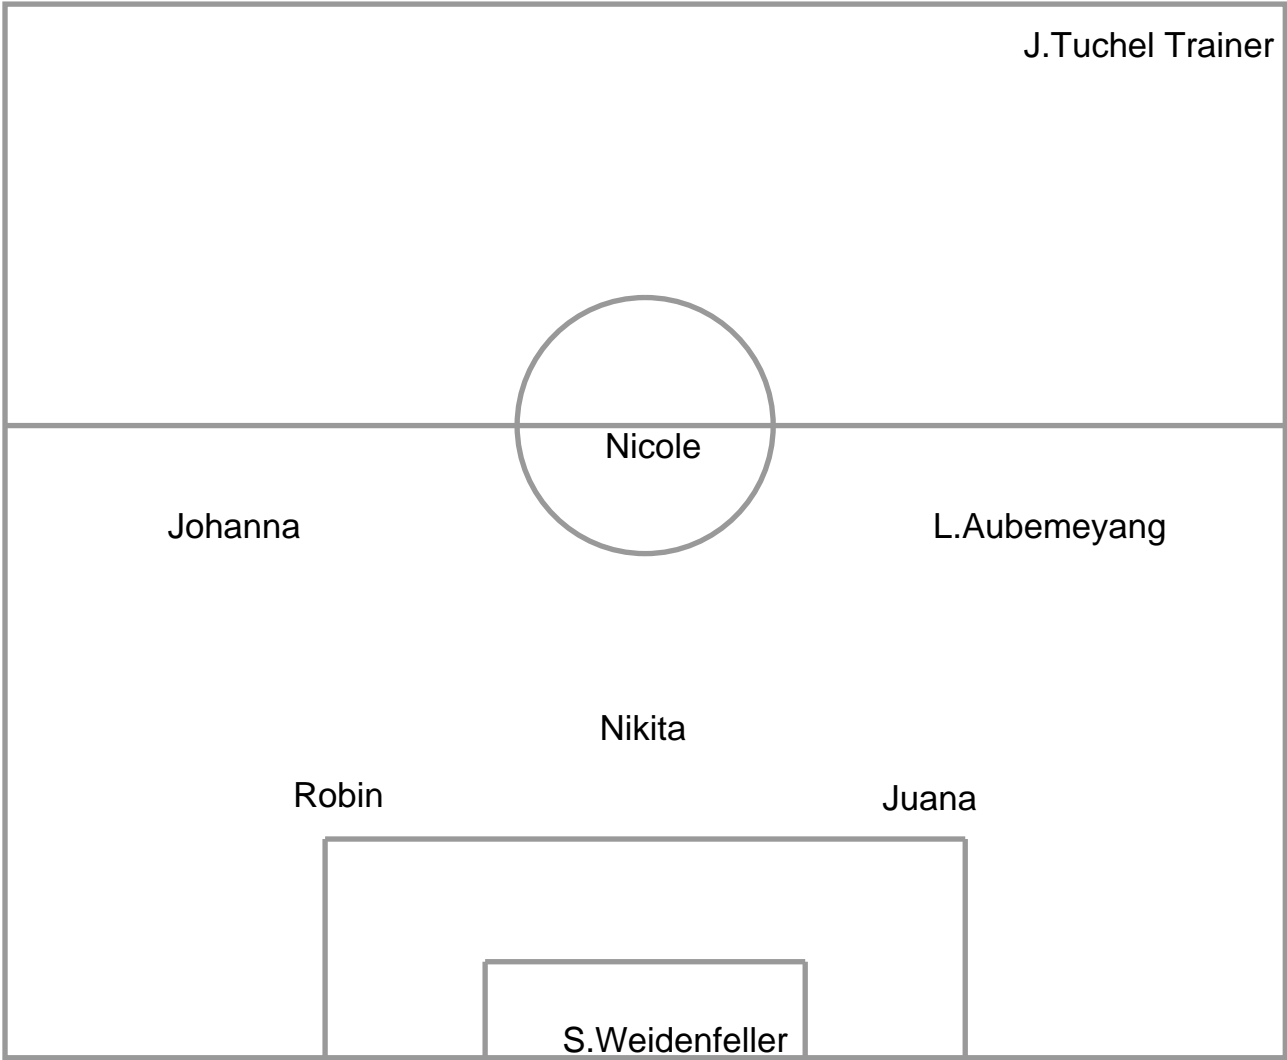 J.Tuchel Trainer
Nicole
Johanna
L.Aubemeyang
Nikita
Robin
Juana
S.Weidenfeller